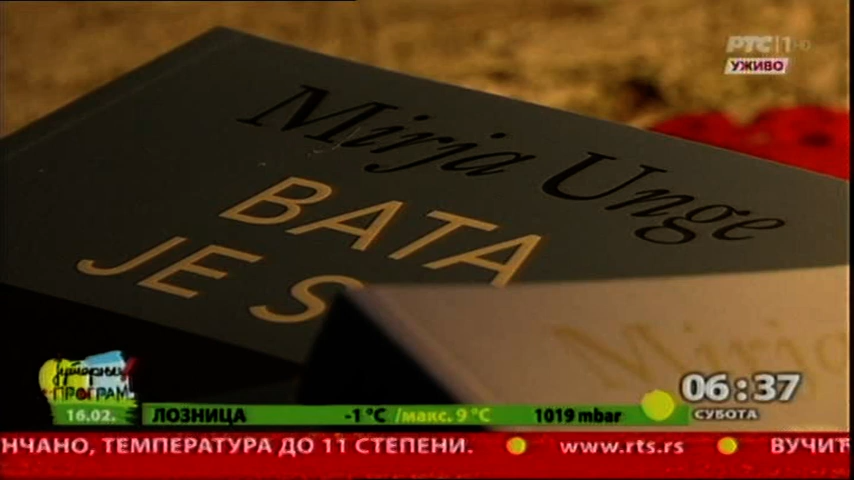 РТС|1 HD
УЖИВО
Mirja Unge
BATA
JE S
Mirja
Јутарњи
ПРОГРАМ
06:37
16.02.
ЛОЗНИЦА -1 °C /макс. 9 °C 1019 mbar
СУБОТА
НЧАНО, ТЕМПЕРАТУРА ДО 11 СТЕПЕНИ. www.rts.rs ВУЧИЋ